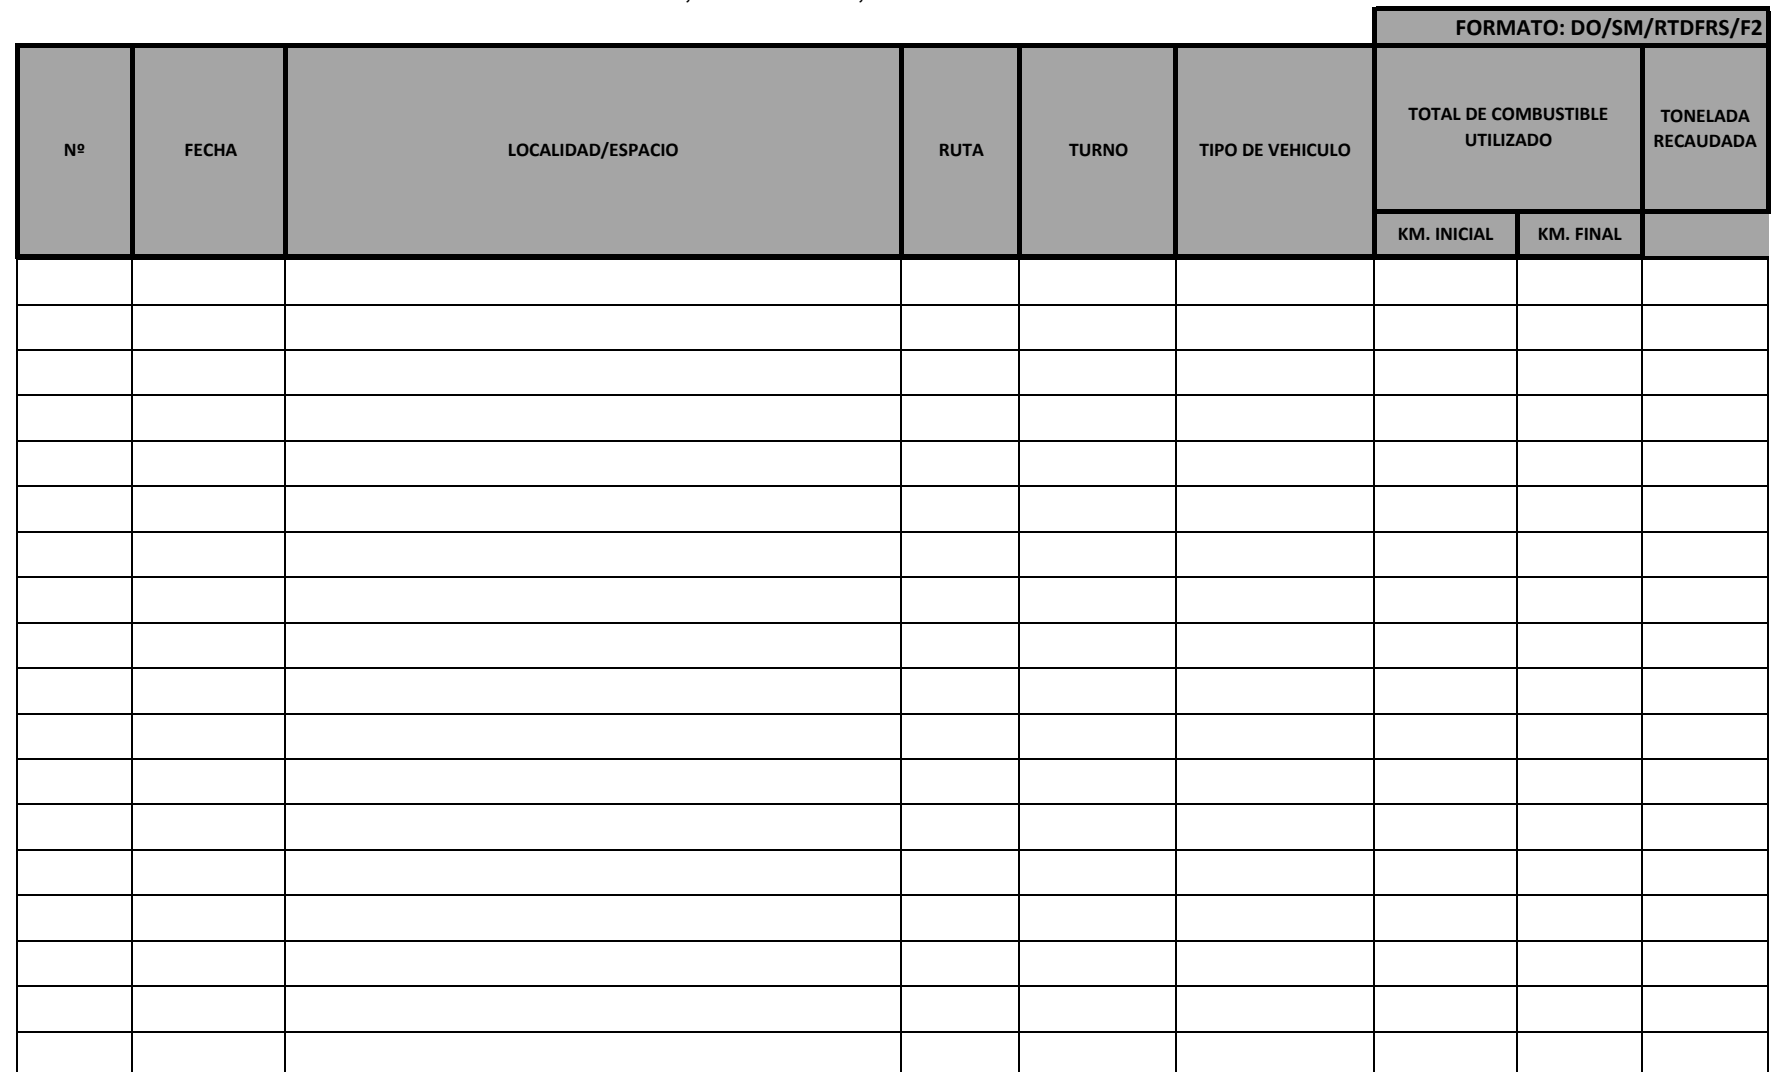 FORMATO: DO/SM/RTDFRS/F2
Nº
FECHA
LOCALIDAD/ESPACIO
RUTA
TURNO
TIPO DE VEHICULO
TOTAL DE COMBUSTIBLE
UTILIZADO
TONELADA
RECAUDADA
KM. INICIAL
KM. FINAL